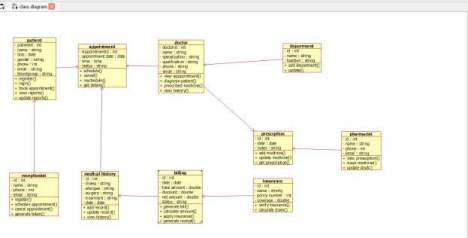 class diagram
patient
- patientid : int
- name : string
- dob : date
- gender : string
- phone : int
- email : string
- bloodgroup : string
+ register()
+ login()
+ book appointment()
+ view reports()
+ update reports()
appointment
- appointmentid : int
- appointment date : date
- time : time
- status : string
+ schedule()
+ cancel()
+ reschedule()
+ get details()
doctor
- doctorid : int
- name : string
- specialization : string
- qualification : string
- phone : string
- email : string
+ view appointment()
+ diagnose patient()
+ prescribed medicine()
+ view history()
department
- id : int
- name : string
- location : string
+ add department()
+ update()
prescription
- id : int
- date : date
- notes : string
+ add medicine()
+ update medicine()
+ get prescription()
pharmacist
- id : int
- name : string
- phone : int
- email : string
+ view prescription()
+ issue medicine()
+ update stock()
receptionist
- id : int
- name : string
- phone : int
- email : string
+ register()
+ schedule appointment()
+ cancel appointment()
+ generate token()
medical history
- id : int
- illness : string
- allergies : string
- surgery : string
- treatment : string
- date : date
+ add record()
+ update record()
+ view history()
billing
- id : int
- date : date
- total amount : double
- discount : double
- net amount : double
- status : string
+ generate bill()
+ calculate amount()
+ apply insurance()
+ generate receipt()
insurance
- id : int
- name : string
- policy number : int
- coverage : double
+ verify insurance()
+ calculate claim()